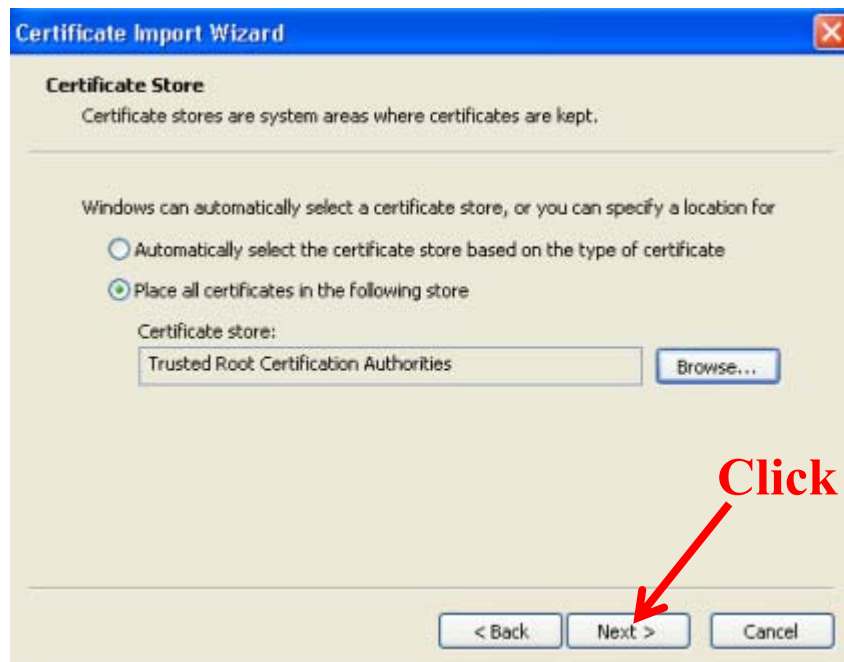 Certificate Import Wizard
Certificate Store
Certificate stores are system areas where certificates are kept.
Windows can automatically select a certificate store, or you can specify a location for
Automatically select the certificate store based on the type of certificate
Place all certificates in the following store
Certificate store:
Trusted Root Certification Authorities
Browse...
Click
< Back
Next >
Cancel